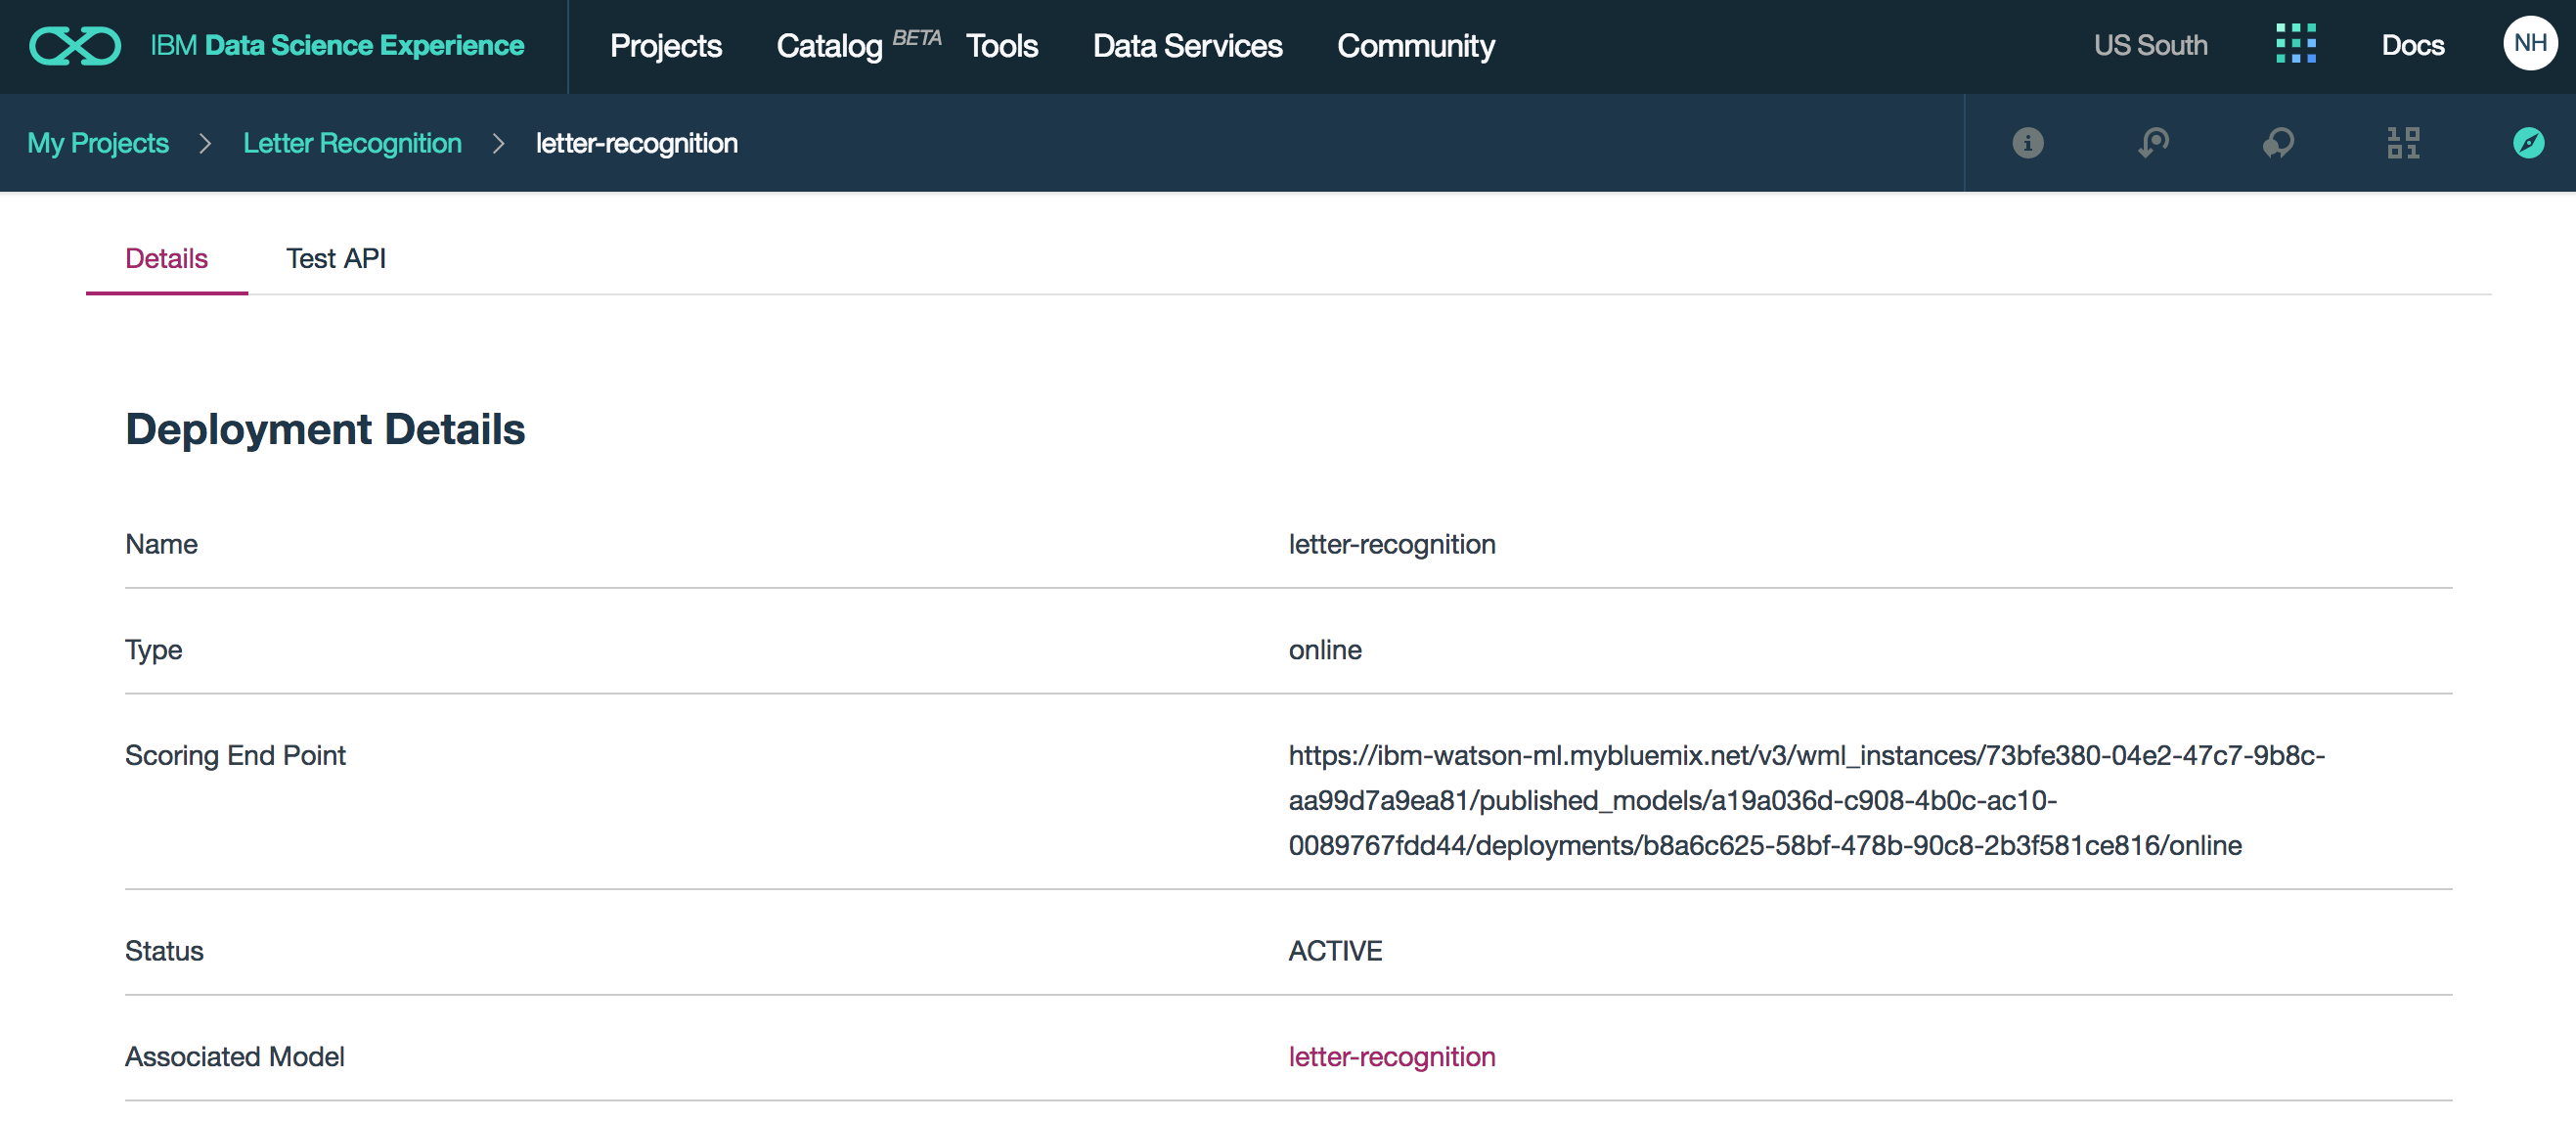 IBM Data Science Experience Projects Catalog BETA Tools Data Services Community US South Docs NH
My Projects > Letter Recognition > letter-recognition
Details Test API
Deployment Details
Name letter-recognition
Type online
Scoring End Point https://ibm-watson-ml.mybluemix.net/v3/wml_instances/73bfe380-04e2-47c7-9b8c-
aa99d7a9ea81/published_models/a19a036d-c908-4b0c-ac10-
0089767fdd44/deployments/b8a6c625-58bf-478b-90c8-2b3f581ce816/online
Status ACTIVE
Associated Model letter-recognition